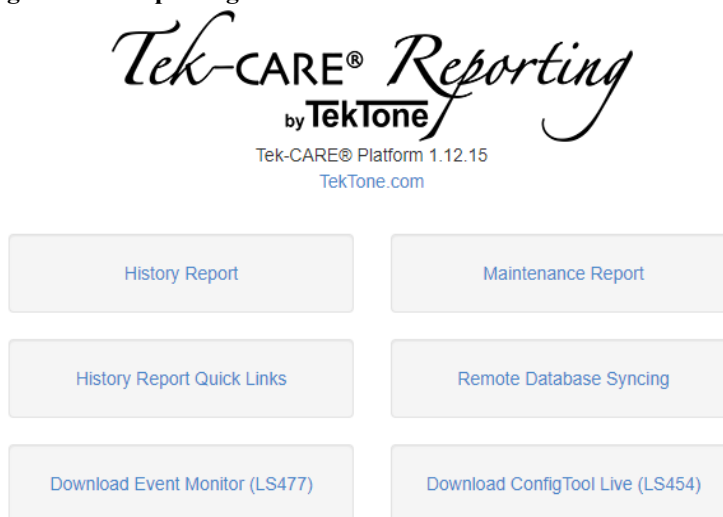 Tek-CARE® Reporting
by TekTone
Tek-CARE® Platform 1.12.15
TekTone.com
History Report
Maintenance Report
History Report Quick Links
Remote Database Syncing
Download Event Monitor (LS477)
Download ConfigTool Live (LS454)